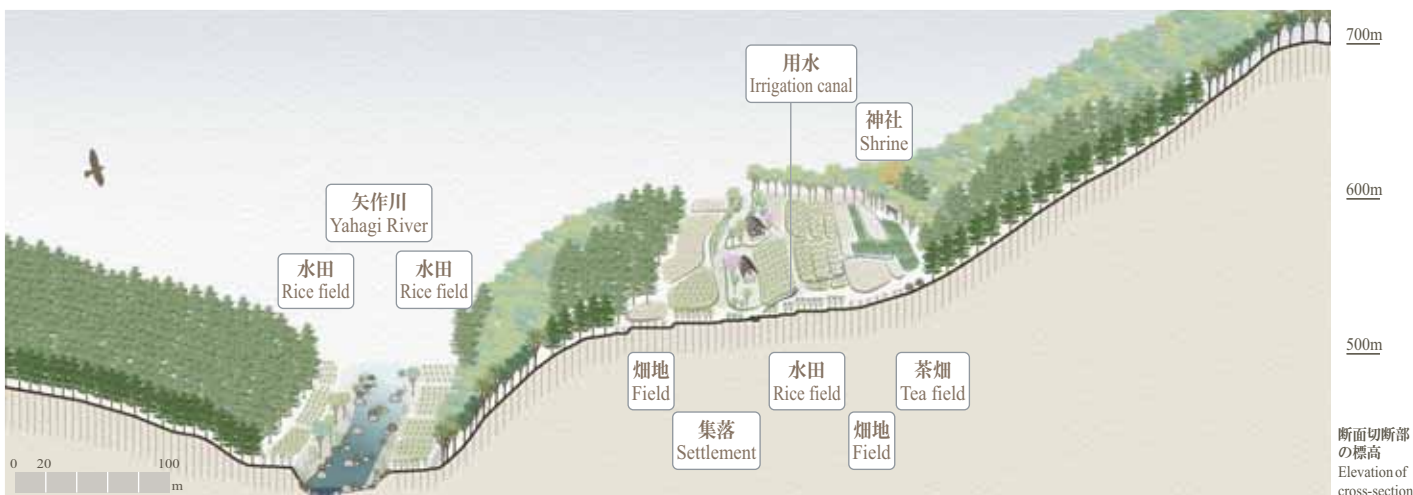 用水
Irrigation canal
神社
Shrine
矢作川
Yahagi River
水田
Rice field
水田
Rice field
畑地
Field
集落
Settlement
水田
Rice field
畑地
Field
茶畑
Tea field
0 20 100
m
700m
600m
500m
断面切断部
の標高
Elevation of
cross-section